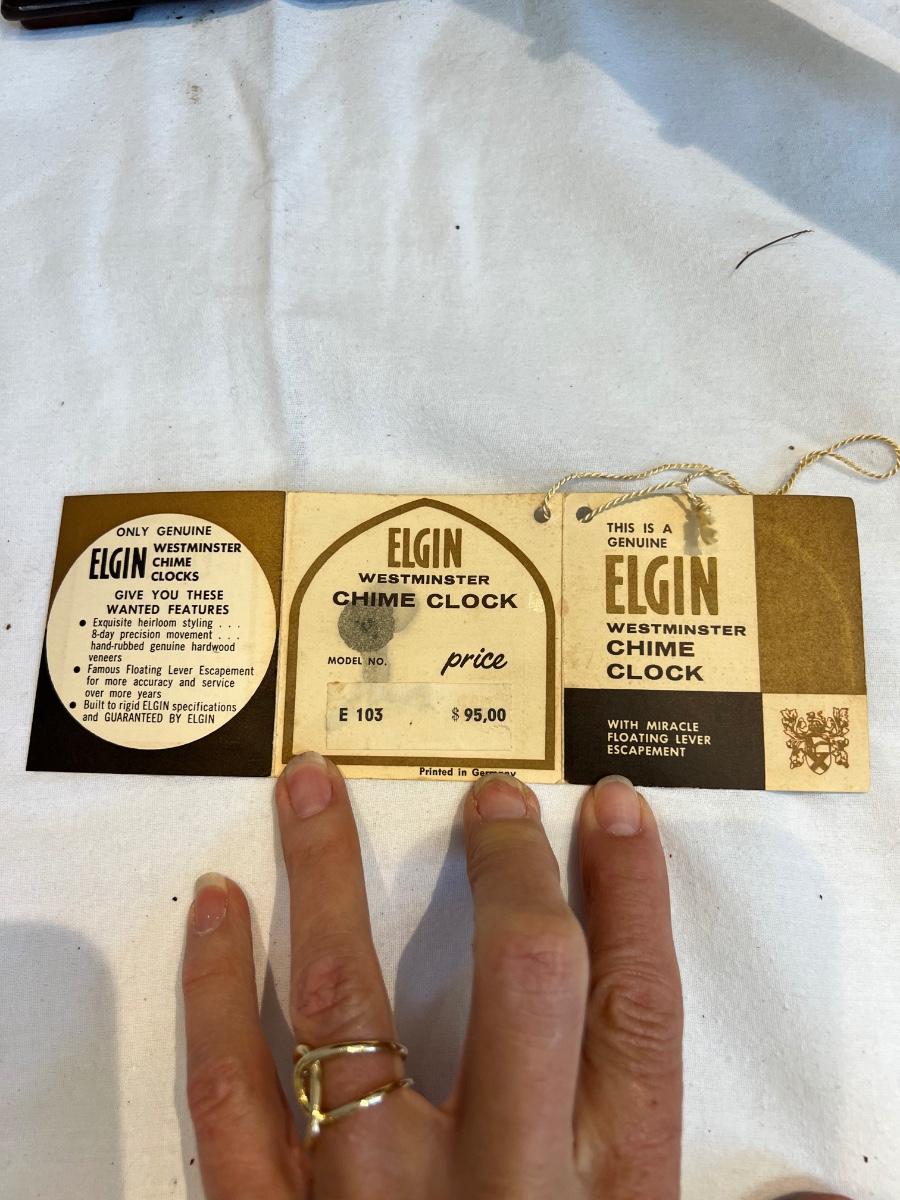 ONLY GENUINE
ELGIN WESTMINSTER
CHIME
CLOCKS
GIVE YOU THESE
WANTED FEATURES
● Exquisite heirloom styling . . .
8-day precision movement . . .
hand-rubbed genuine hardwood
veneers
● Famous Floating Lever Escapement
for more accuracy and service
over more years
● Built to rigid ELGIN specifications
and GUARANTEED BY ELGIN
ELGIN
WESTMINSTER
CHIME CLOCK
MODEL NO. price
E 103 $ 95,00
Printed in Germany
THIS IS A
GENUINE
ELGIN
WESTMINSTER
CHIME
CLOCK
WITH MIRACLE
FLOATING LEVER
ESCAPEMENT